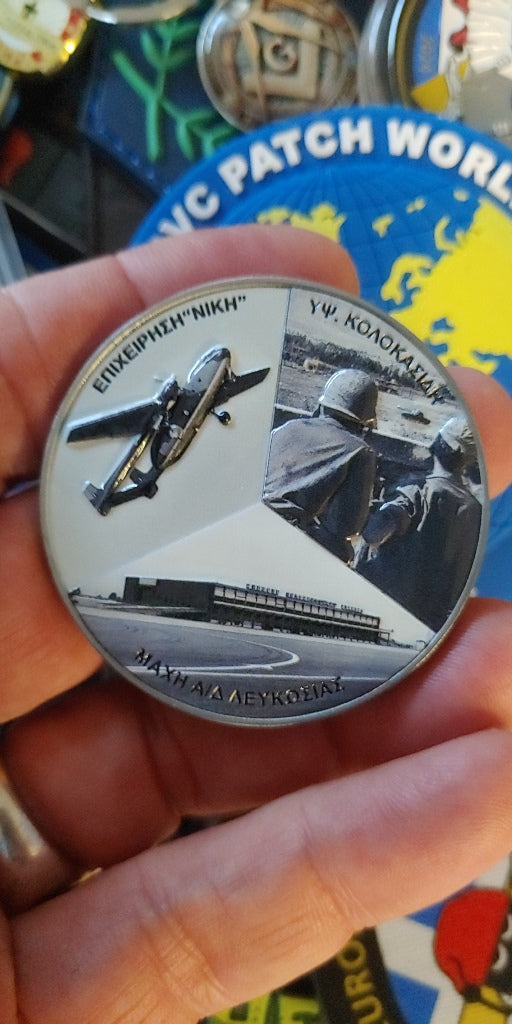 VC PATCH WORL
ΕΠΙΧΕΙΡΗΣΗ"ΝΙΚΗ"
ΥΨ. ΚΟΛΟΚΑΣΙΔΗ
ΜΑΧΗ Α/Δ ΛΕΥΚΩΣΙΑΣ
G